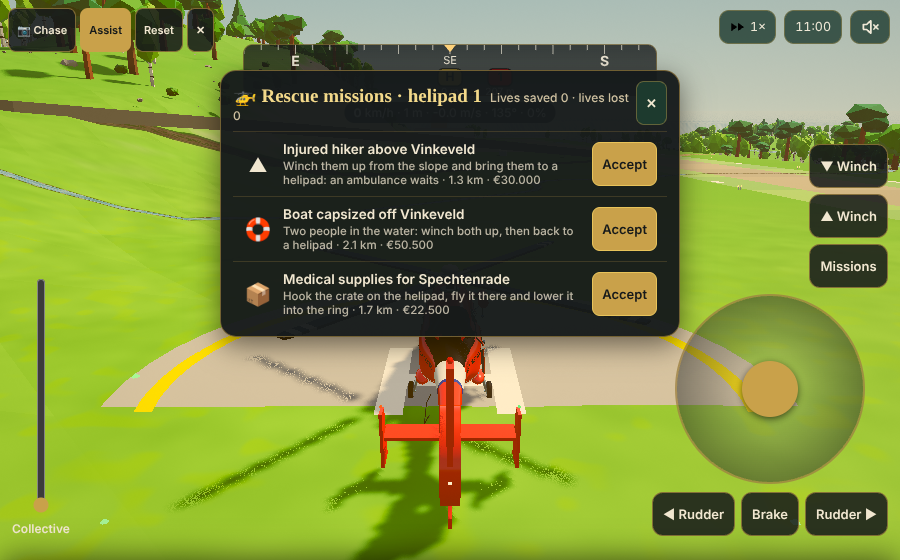 Chase
Assist
Reset
×
1×
11:00
E
SE
S
Rescue missions · helipad 1 Lives saved 0 · lives lost
0
×
Injured hiker above Vinkeveld
Winch them up from the slope and bring them to a
helipad: an ambulance waits · 1.3 km · €30.000
Accept
Boat capsized off Vinkeveld
Two people in the water: winch both up, then back to
a helipad · 2.1 km · €50.500
Accept
Medical supplies for Spechtenrade
Hook the crate on the helipad, fly it there and lower it
into the ring · 1.7 km · €22.500
Accept
▼ Winch
▲ Winch
Missions
Collective
◀ Rudder
Brake
Rudder ▶